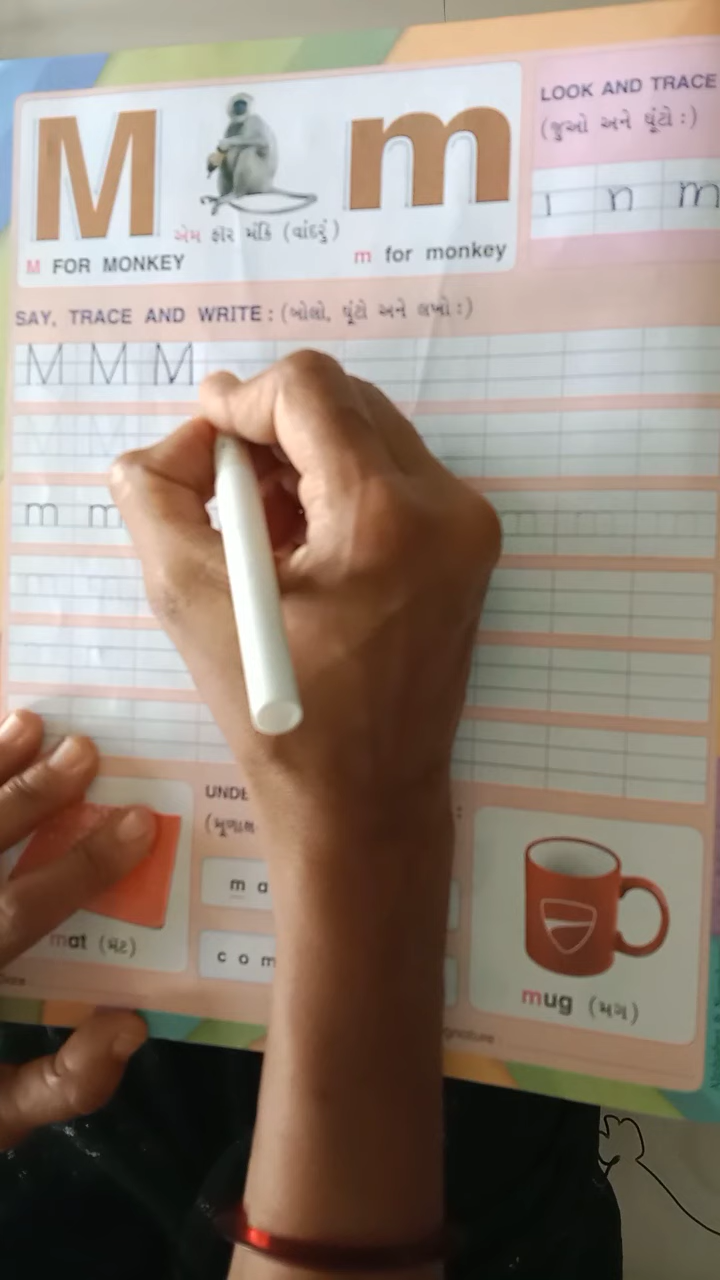 M m
LOOK AND TRACE
(જુઓ અને ઘૂંટો :)
ı n m
એમ ફોર મંકિ (વાંદરું)
M FOR MONKEY
m for monkey
SAY, TRACE AND WRITE : (બોલો, ઘૂંટો અને લખો :)
M M M
M M
m m m m m
UNDE
m a
c o m
mat (મેટ)
mug (મગ)